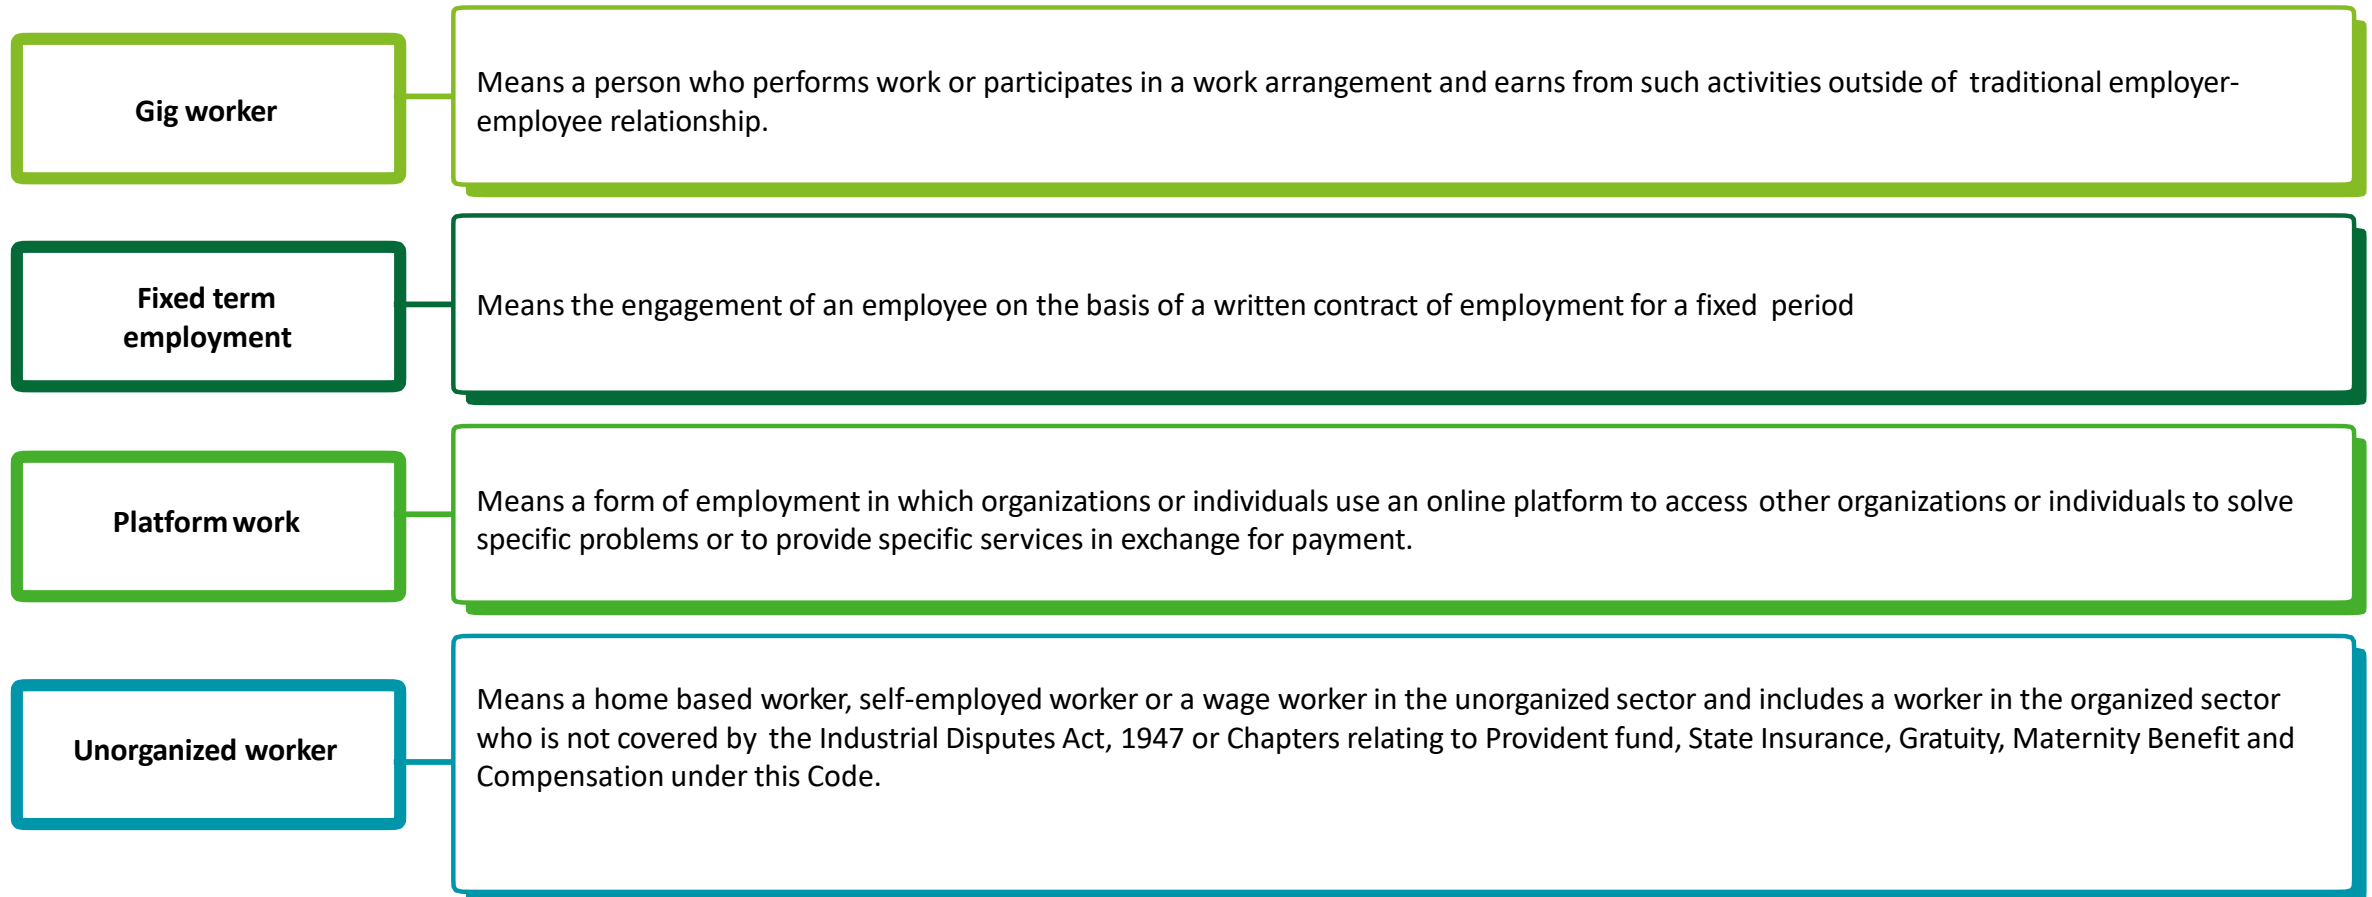 Gig worker
Means a person who performs work or participates in a work arrangement and earns from such activities outside of traditional employer-
employee relationship.
Fixed term
employment
Means the engagement of an employee on the basis of a written contract of employment for a fixed period
Platform work
Means a form of employment in which organizations or individuals use an online platform to access other organizations or individuals to solve
specific problems or to provide specific services in exchange for payment.
Unorganized worker
Means a home based worker, self-employed worker or a wage worker in the unorganized sector and includes a worker in the organized sector
who is not covered by the Industrial Disputes Act, 1947 or Chapters relating to Provident fund, State Insurance, Gratuity, Maternity Benefit and
Compensation under this Code.